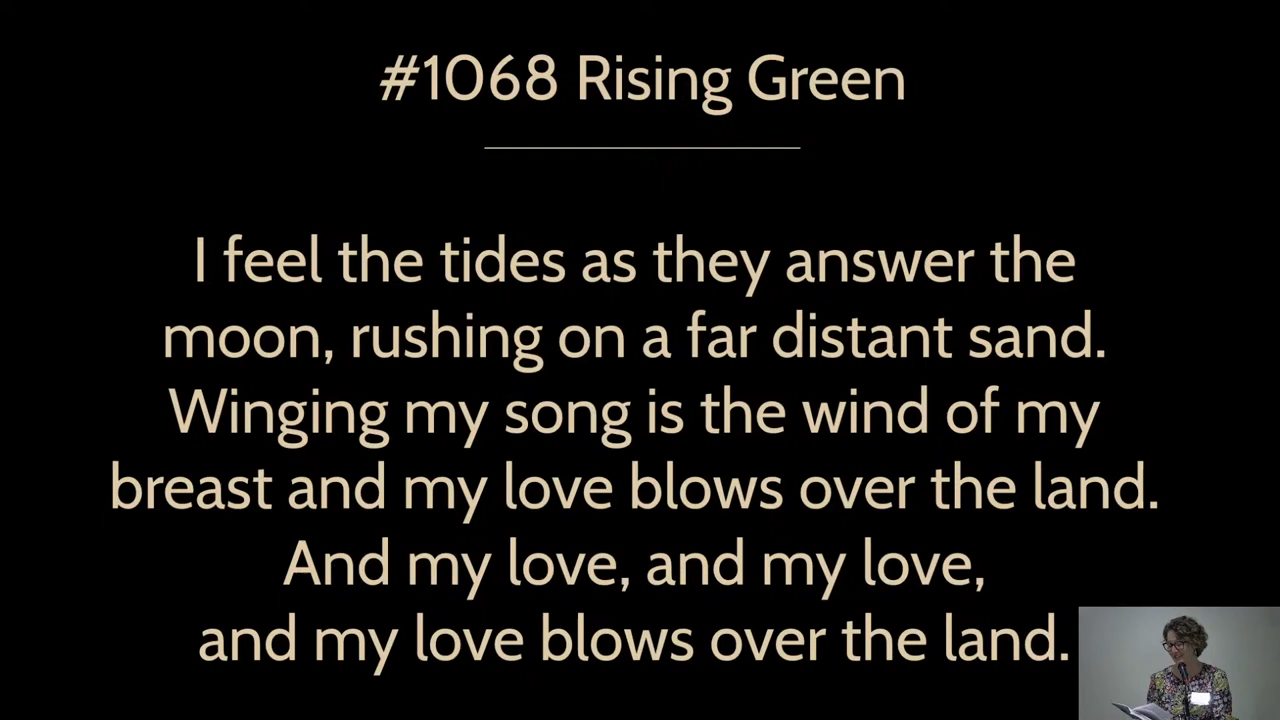 #1068 Rising Green
I feel the tides as they answer the
moon, rushing on a far distant sand.
Winging my song is the wind of my
breast and my love blows over the land.
And my love, and my love,
and my love blows over the land.